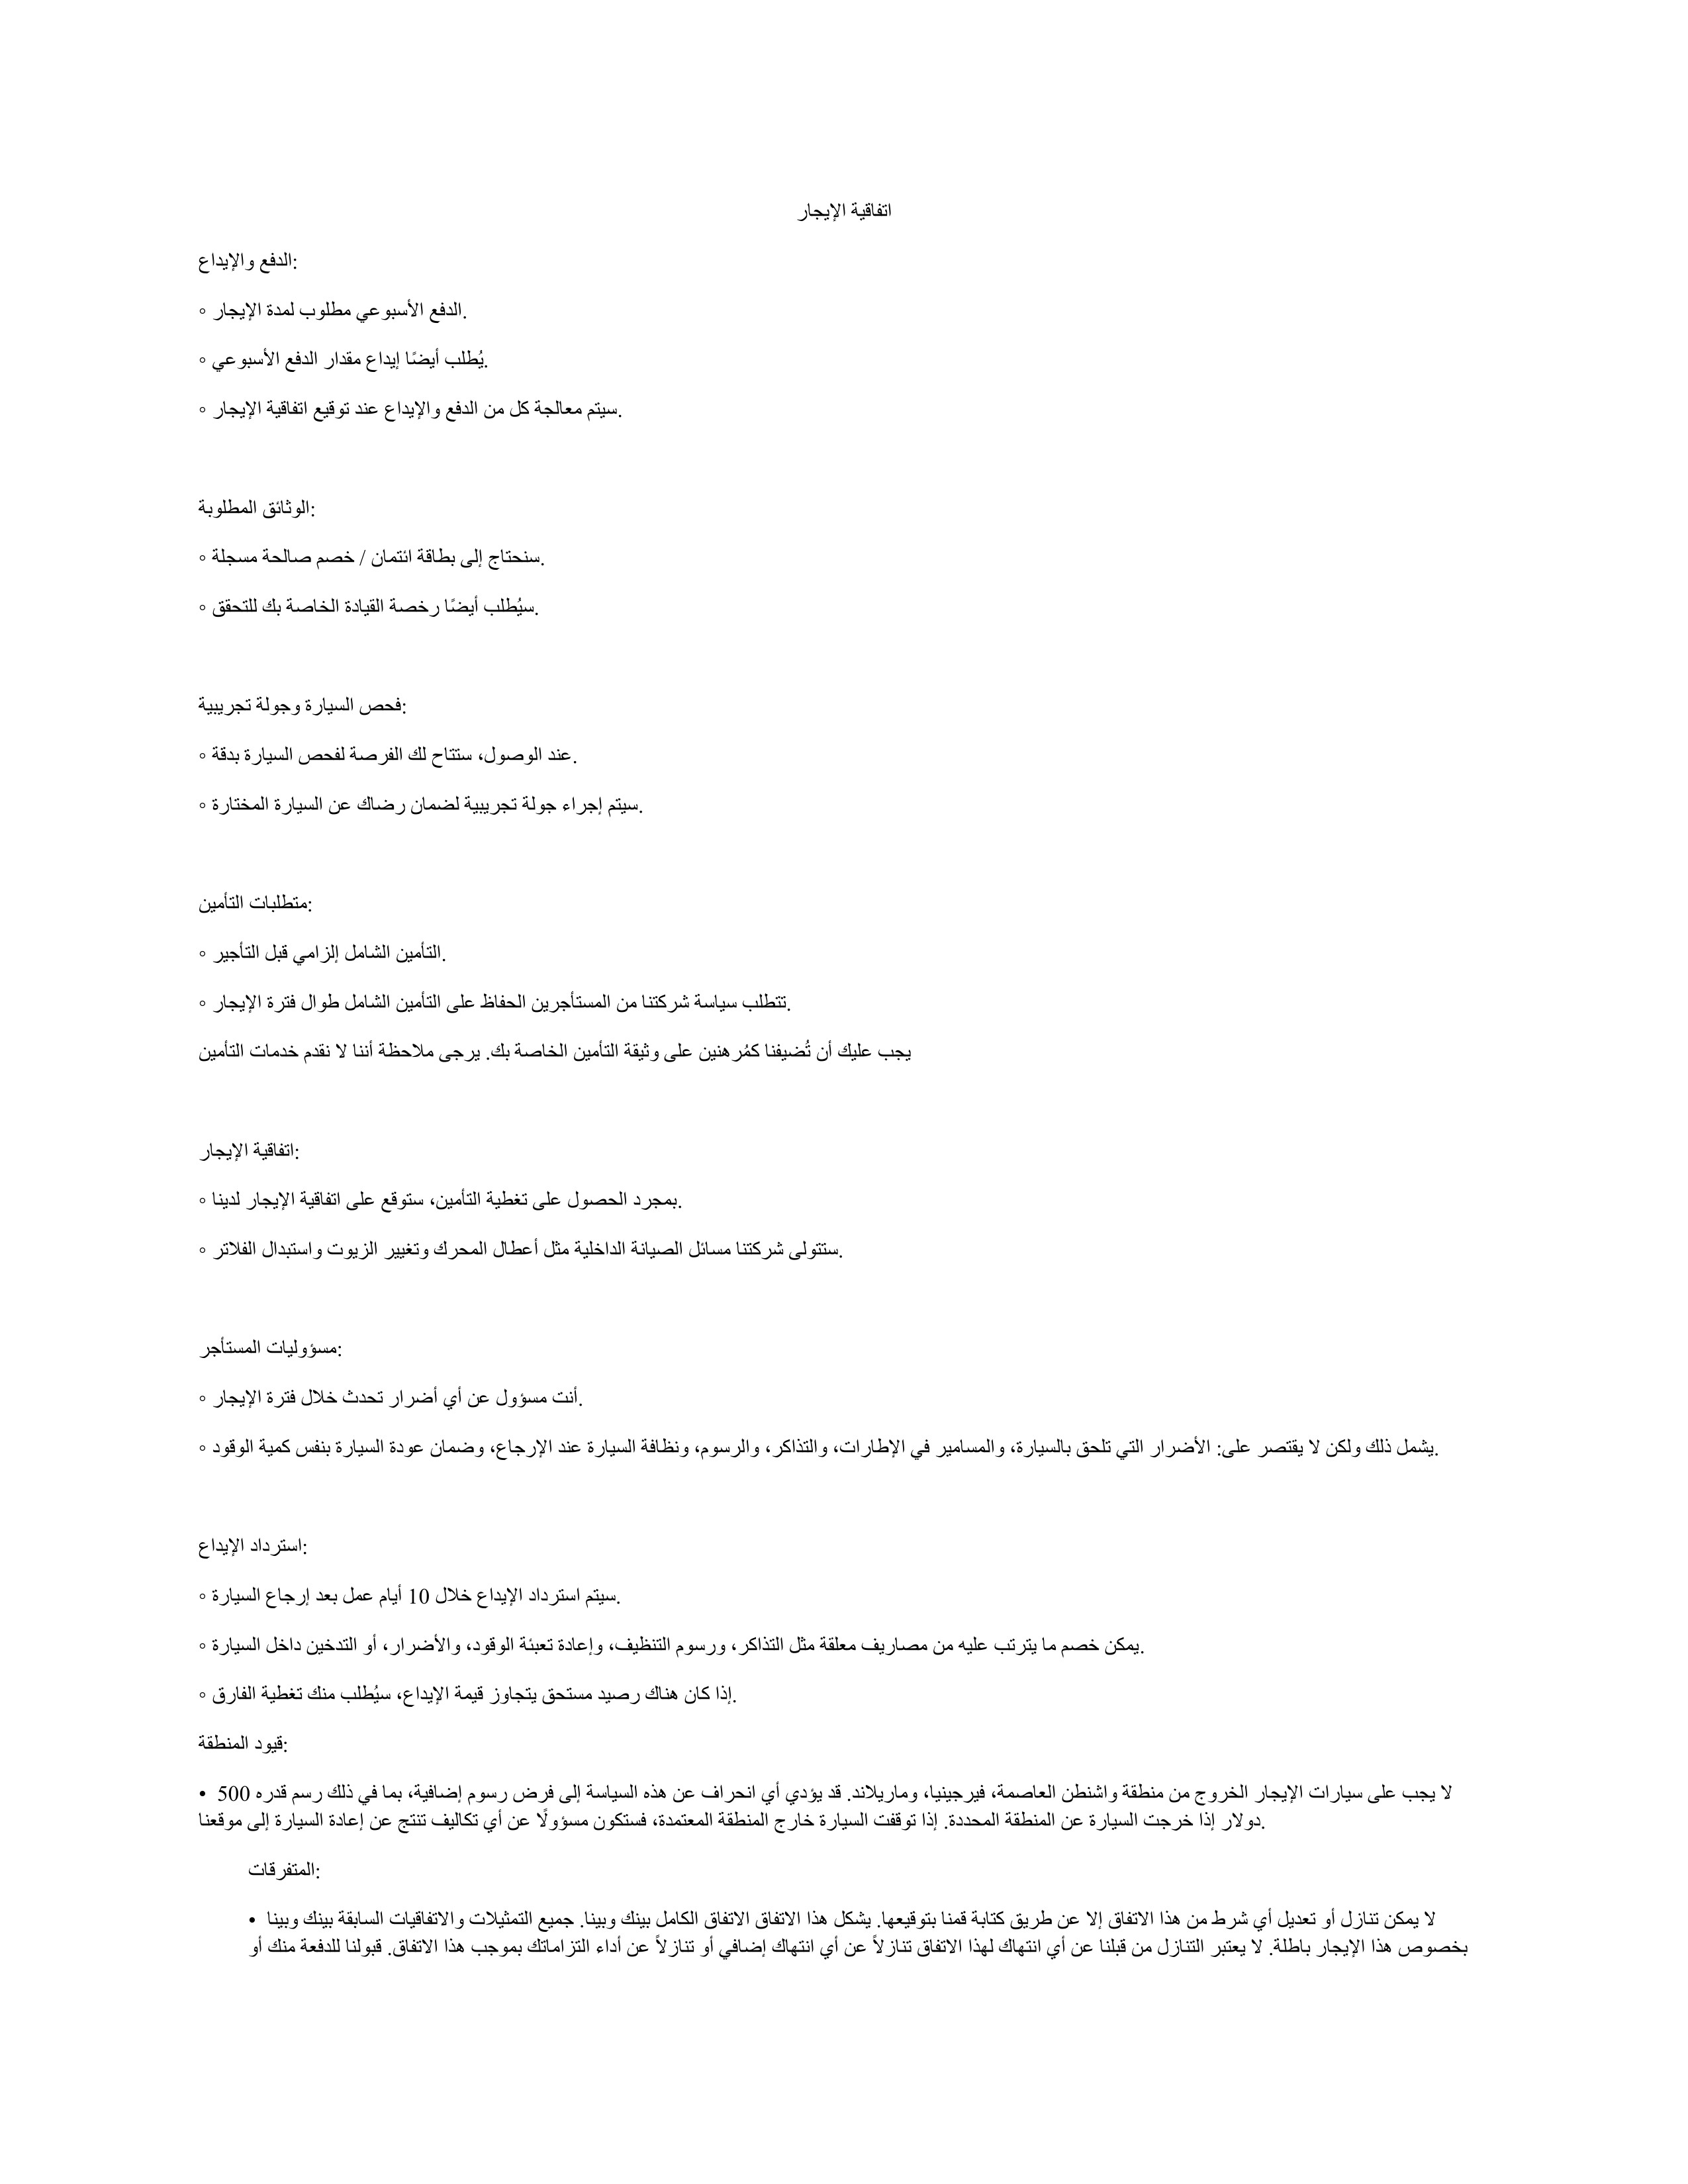 اتفاقية الإيجار
الدفع والإيداع:
◦ الدفع الأسبوعي مطلوب لمدة الإيجار.
◦ يُطلب أيضًا إيداع مقدار الدفع الأسبوعي.
◦ سيتم معالجة كل من الدفع والإيداع عند توقيع اتفاقية الإيجار.
الوثائق المطلوبة:
◦ سنحتاج إلى بطاقة ائتمان / خصم صالحة مسجلة.
◦ سيُطلب أيضًا رخصة القيادة الخاصة بك للتحقق.
فحص السيارة وجولة تجريبية:
◦ عند الوصول، ستتاح لك الفرصة لفحص السيارة بدقة.
◦ سيتم إجراء جولة تجريبية لضمان رضاك عن السيارة المختارة.
متطلبات التأمين:
◦ التأمين الشامل إلزامي قبل التأجير.
◦ تتطلب سياسة شركتنا من المستأجرين الحفاظ على التأمين الشامل طوال فترة الإيجار.
يجب عليك أن تُضيفنا كمُرهنين على وثيقة التأمين الخاصة بك. يرجى ملاحظة أننا لا نقدم خدمات التأمين
اتفاقية الإيجار:
◦ بمجرد الحصول على تغطية التأمين، ستوقع على اتفاقية الإيجار لدينا.
◦ ستتولى شركتنا مسائل الصيانة الداخلية مثل أعطال المحرك وتغيير الزيوت واستبدال الفلاتر.
مسؤوليات المستأجر:
◦ أنت مسؤول عن أي أضرار تحدث خلال فترة الإيجار.
◦ يشمل ذلك ولكن لا يقتصر على: الأضرار التي تلحق بالسيارة، والمسامير في الإطارات، والتذاكر، والرسوم، ونظافة السيارة عند الإرجاع، وضمان عودة السيارة بنفس كمية الوقود.
استرداد الإيداع:
◦ سيتم استرداد الإيداع خلال 10 أيام عمل بعد إرجاع السيارة.
◦ يمكن خصم ما يترتب عليه من مصاريف معلقة مثل التذاكر، ورسوم التنظيف، وإعادة تعبئة الوقود، والأضرار، أو التدخين داخل السيارة.
◦ إذا كان هناك رصيد مستحق يتجاوز قيمة الإيداع، سيُطلب منك تغطية الفارق.
قيود المنطقة:
• لا يجب على سيارات الإيجار الخروج من منطقة واشنطن العاصمة، فيرجينيا، وماريلاند. قد يؤدي أي انحراف عن هذه السياسة إلى فرض رسوم إضافية، بما في ذلك رسم قدره 500
دولار إذا خرجت السيارة عن المنطقة المحددة. إذا توقفت السيارة خارج المنطقة المعتمدة، فستكون مسؤولًا عن أي تكاليف تنتج عن إعادة السيارة إلى موقعنا.
المتفرقات:
• لا يمكن تنازل أو تعديل أي شرط من هذا الاتفاق إلا عن طريق كتابة قمنا بتوقيعها. يشكل هذا الاتفاق الاتفاق الكامل بينك وبينا. جميع التمثيلات والاتفاقيات السابقة بينك وبينا
بخصوص هذا الإيجار باطلة. لا يعتبر التنازل من قبلنا عن أي انتهاك لهذا الاتفاق تنازلاً عن أي انتهاك إضافي أو تنازلاً عن أداء التزاماتك بموجب هذا الاتفاق. قبولنا للدفعة منك أو